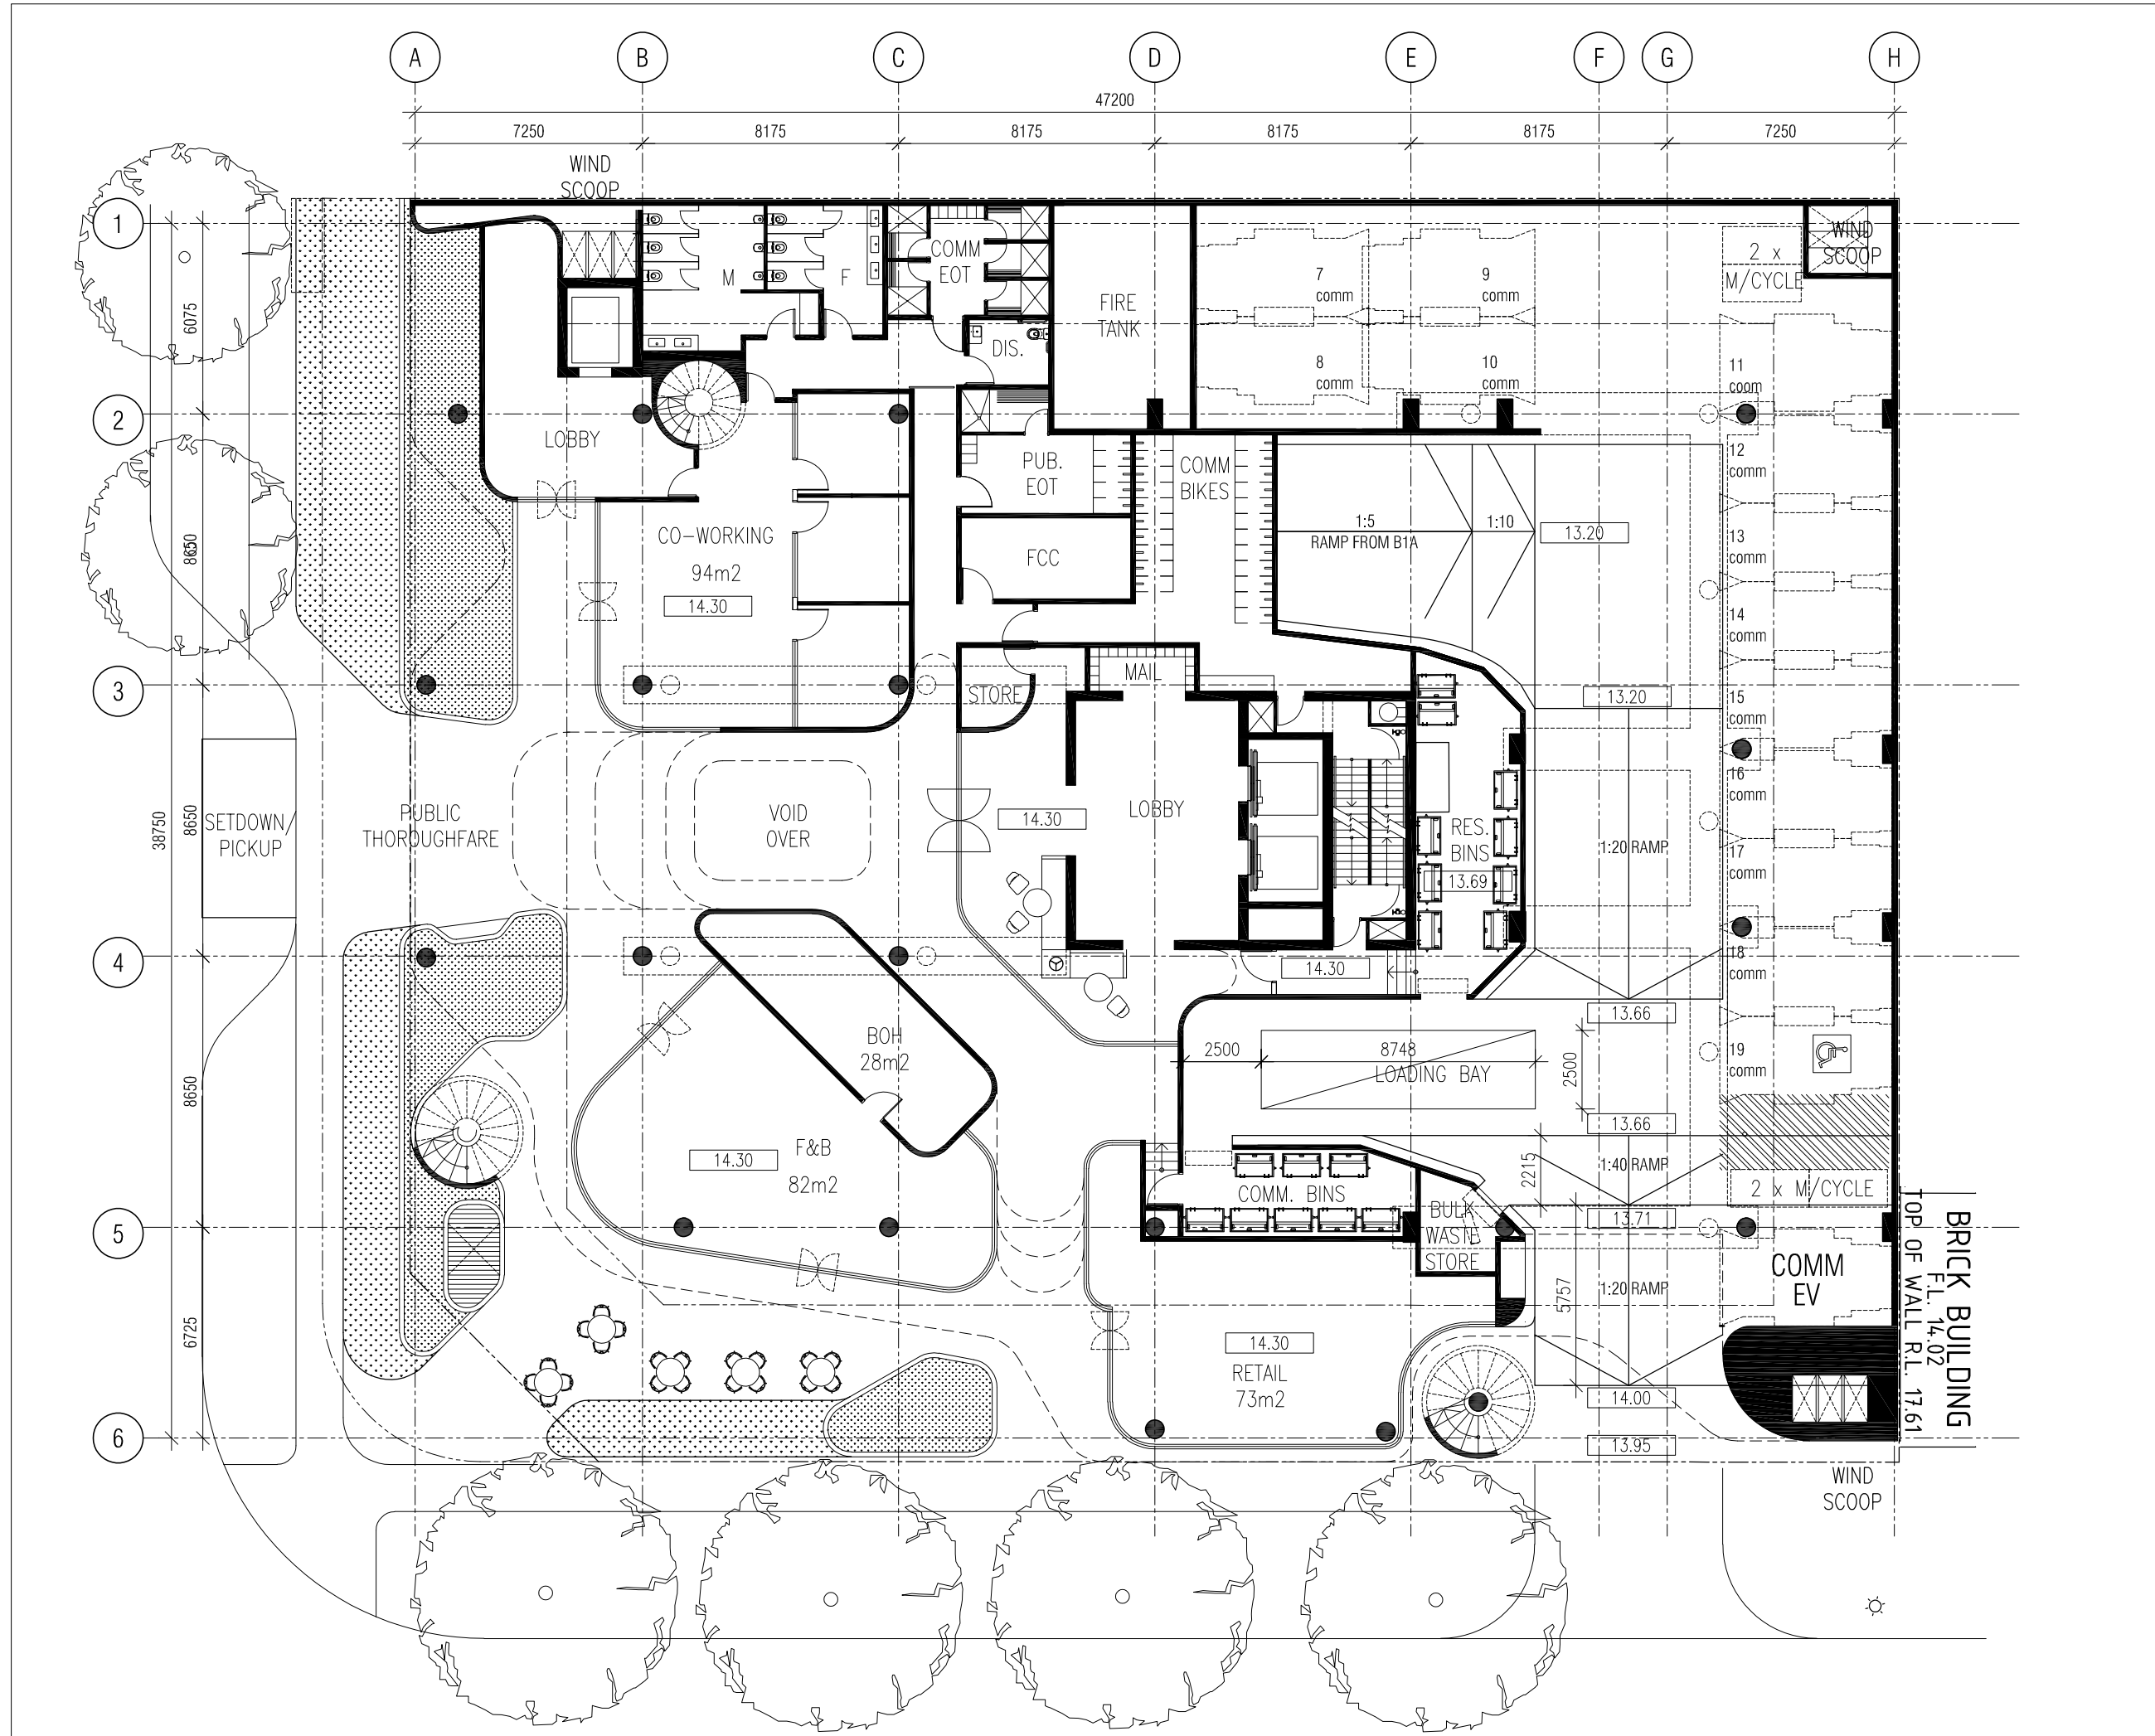 A
B
C
D
E
F
G
H
47200
7250
8175
8175
8175
8175
7250
WIND
SCOOP
1
6075
M
F
COMM
EOT
FIRE
TANK
DIS.
7
comm
9
comm
8
comm
10
comm
2 x
M/CYCLE
WIND
SCOOP
11
coom
2
LOBBY
PUB.
EOT
COMM
BIKES
12
comm
8650
CO-WORKING
94m2
14.30
FCC
1:5
1:10
RAMP FROM B1A
13.20
13
comm
14
comm
3
STORE
MAIL
13.20
15
comm
16
comm
38750
8650
SETDOWN/
PICKUP
PUBLIC
THOROUGHFARE
VOID
OVER
14.30
LOBBY
RES.
BINS
13.69
1:20 RAMP
17
comm
4
14.30
18
comm
13.66
8650
BOH
28m2
2500
8748
LOADING BAY
2500
19
comm
13.66
14.30
F&B
82m2
COMM. BINS
2215
1:40 RAMP
2 x M/CYCLE
5
BULK
WASTE
STORE
13.71
6725
5757
1:20 RAMP
COMM
EV
BRICK BUILDING
F.L. 14.02
TOP OF WALL R.L. 17.61
14.30
RETAIL
73m2
14.00
6
13.95
WIND
SCOOP